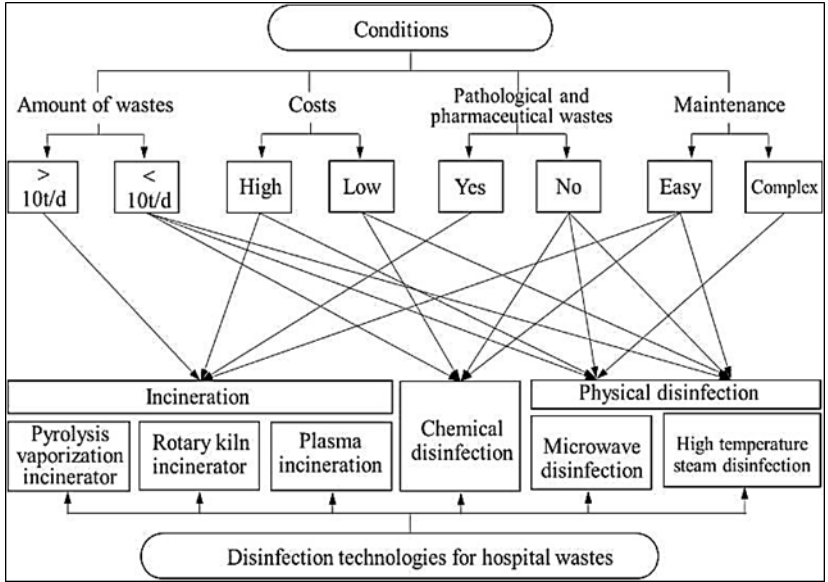 Conditions
Amount of wastes
Costs
Pathological and
pharmaceutical wastes
Maintenance
>
10t/d
<
10t/d
High
Low
Yes
No
Easy
Complex
Incineration
Chemical
disinfection
Physical disinfection
Pyrolysis
vaporization
incinerator
Rotary kiln
incinerator
Plasma
incineration
Microwave
disinfection
High temperature
steam disinfection
Disinfection technologies for hospital wastes